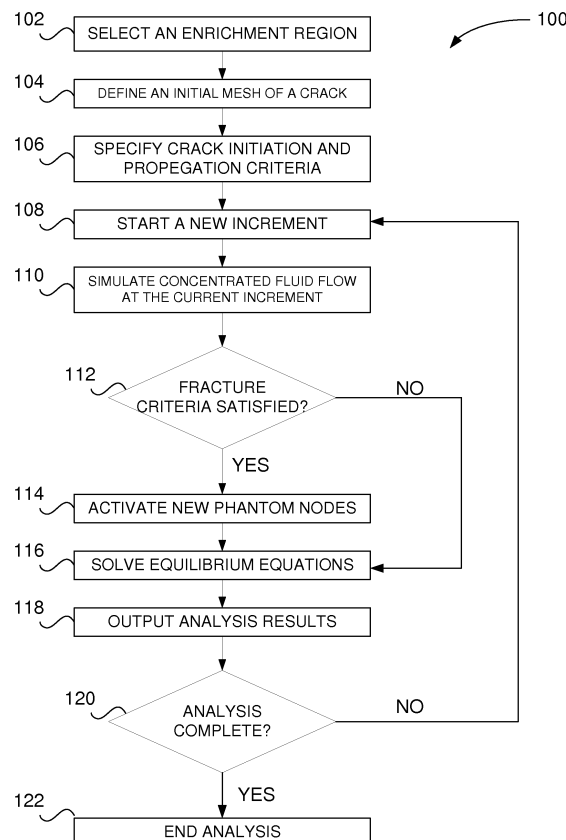 100
102
SELECT AN ENRICHMENT REGION
104
DEFINE AN INITIAL MESH OF A CRACK
106
SPECIFY CRACK INITIATION AND
PROPEGATION CRITERIA
108
START A NEW INCREMENT
110
SIMULATE CONCENTRATED FLUID FLOW
AT THE CURRENT INCREMENT
112
FRACTURE
CRITERIA SATISFIED?
NO
YES
114
ACTIVATE NEW PHANTOM NODES
116
SOLVE EQUILIBRIUM EQUATIONS
118
OUTPUT ANALYSIS RESULTS
120
ANALYSIS
COMPLETE?
NO
YES
122
END ANALYSIS